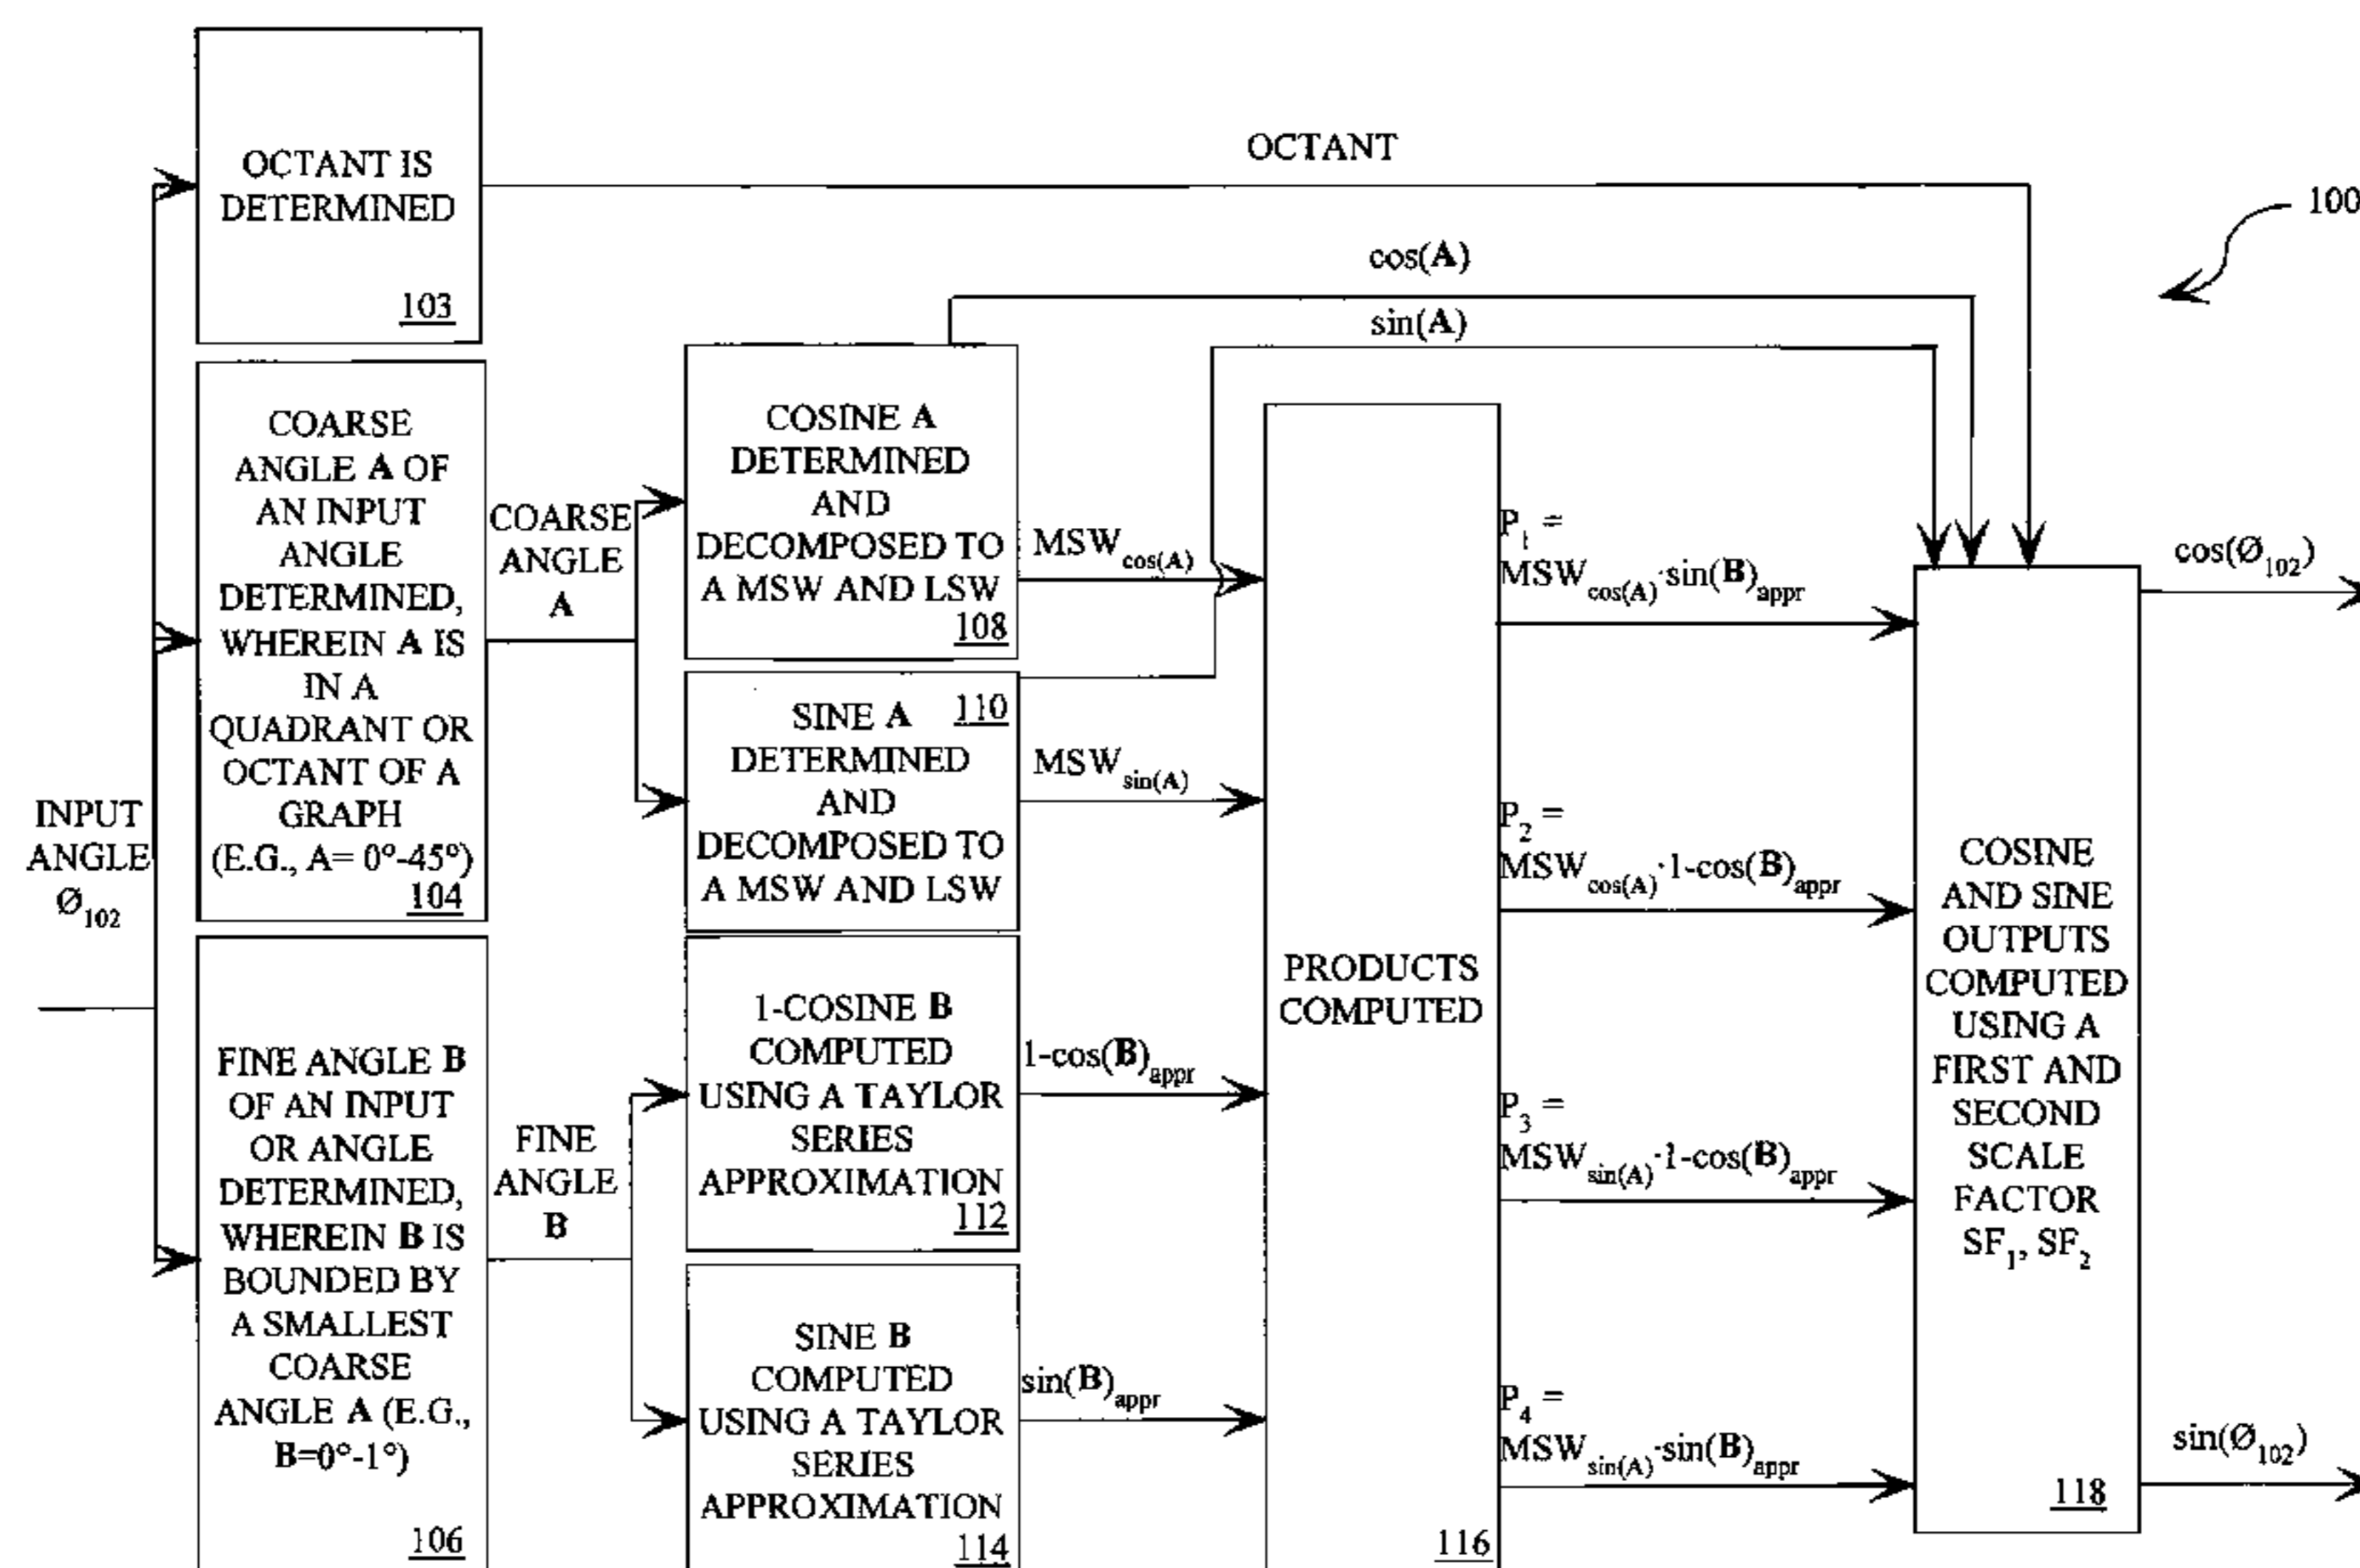 OCTANT IS
DETERMINED
103
OCTANT
100
cos(A)
sin(A)
COARSE
ANGLE A OF
AN INPUT
ANGLE
DETERMINED,
WHEREIN A IS
IN A
QUADRANT OR
OCTANT OF A
GRAPH
(E.G., A= 0°-45°)
104
INPUT
ANGLE
Ø102
COARSE
ANGLE
A
COSINE A
DETERMINED
AND
DECOMPOSED TO
A MSW AND LSW
108
MSWcos(A)
110
SINE A
DETERMINED
AND
DECOMPOSED TO
A MSW AND LSW
MSWsin(A)
FINE ANGLE B
OF AN INPUT
OR ANGLE
DETERMINED,
WHEREIN B IS
BOUNDED BY
A SMALLEST
COARSE
ANGLE A (E.G.,
B=0°-1°)
106
FINE
ANGLE
B
1-COSINE B
COMPUTED
USING A TAYLOR
SERIES
APPROXIMATION
112
1-cos(B)appr
SINE B
COMPUTED
USING A TAYLOR
SERIES
APPROXIMATION
114
sin(B)appr
PRODUCTS
COMPUTED
116
P1 =
MSWcos(A)·sin(B)appr
P2 =
MSWcos(A)·1-cos(B)appr
P3 =
MSWsin(A)·1-cos(B)appr
P4 =
MSWsin(A)·sin(B)appr
COSINE
AND SINE
OUTPUTS
COMPUTED
USING A
FIRST AND
SECOND
SCALE
FACTOR
SF1, SF2
118
cos(Ø102)
sin(Ø102)